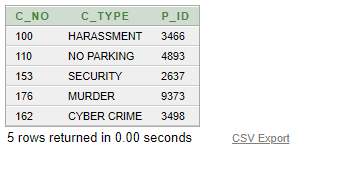 C_NO C_TYPE P_ID
100 HARASSMENT 3466
110 NO PARKING 4893
153 SECURITY 2637
176 MURDER 9373
162 CYBER CRIME 3498
5 rows returned in 0.00 seconds CSV Export